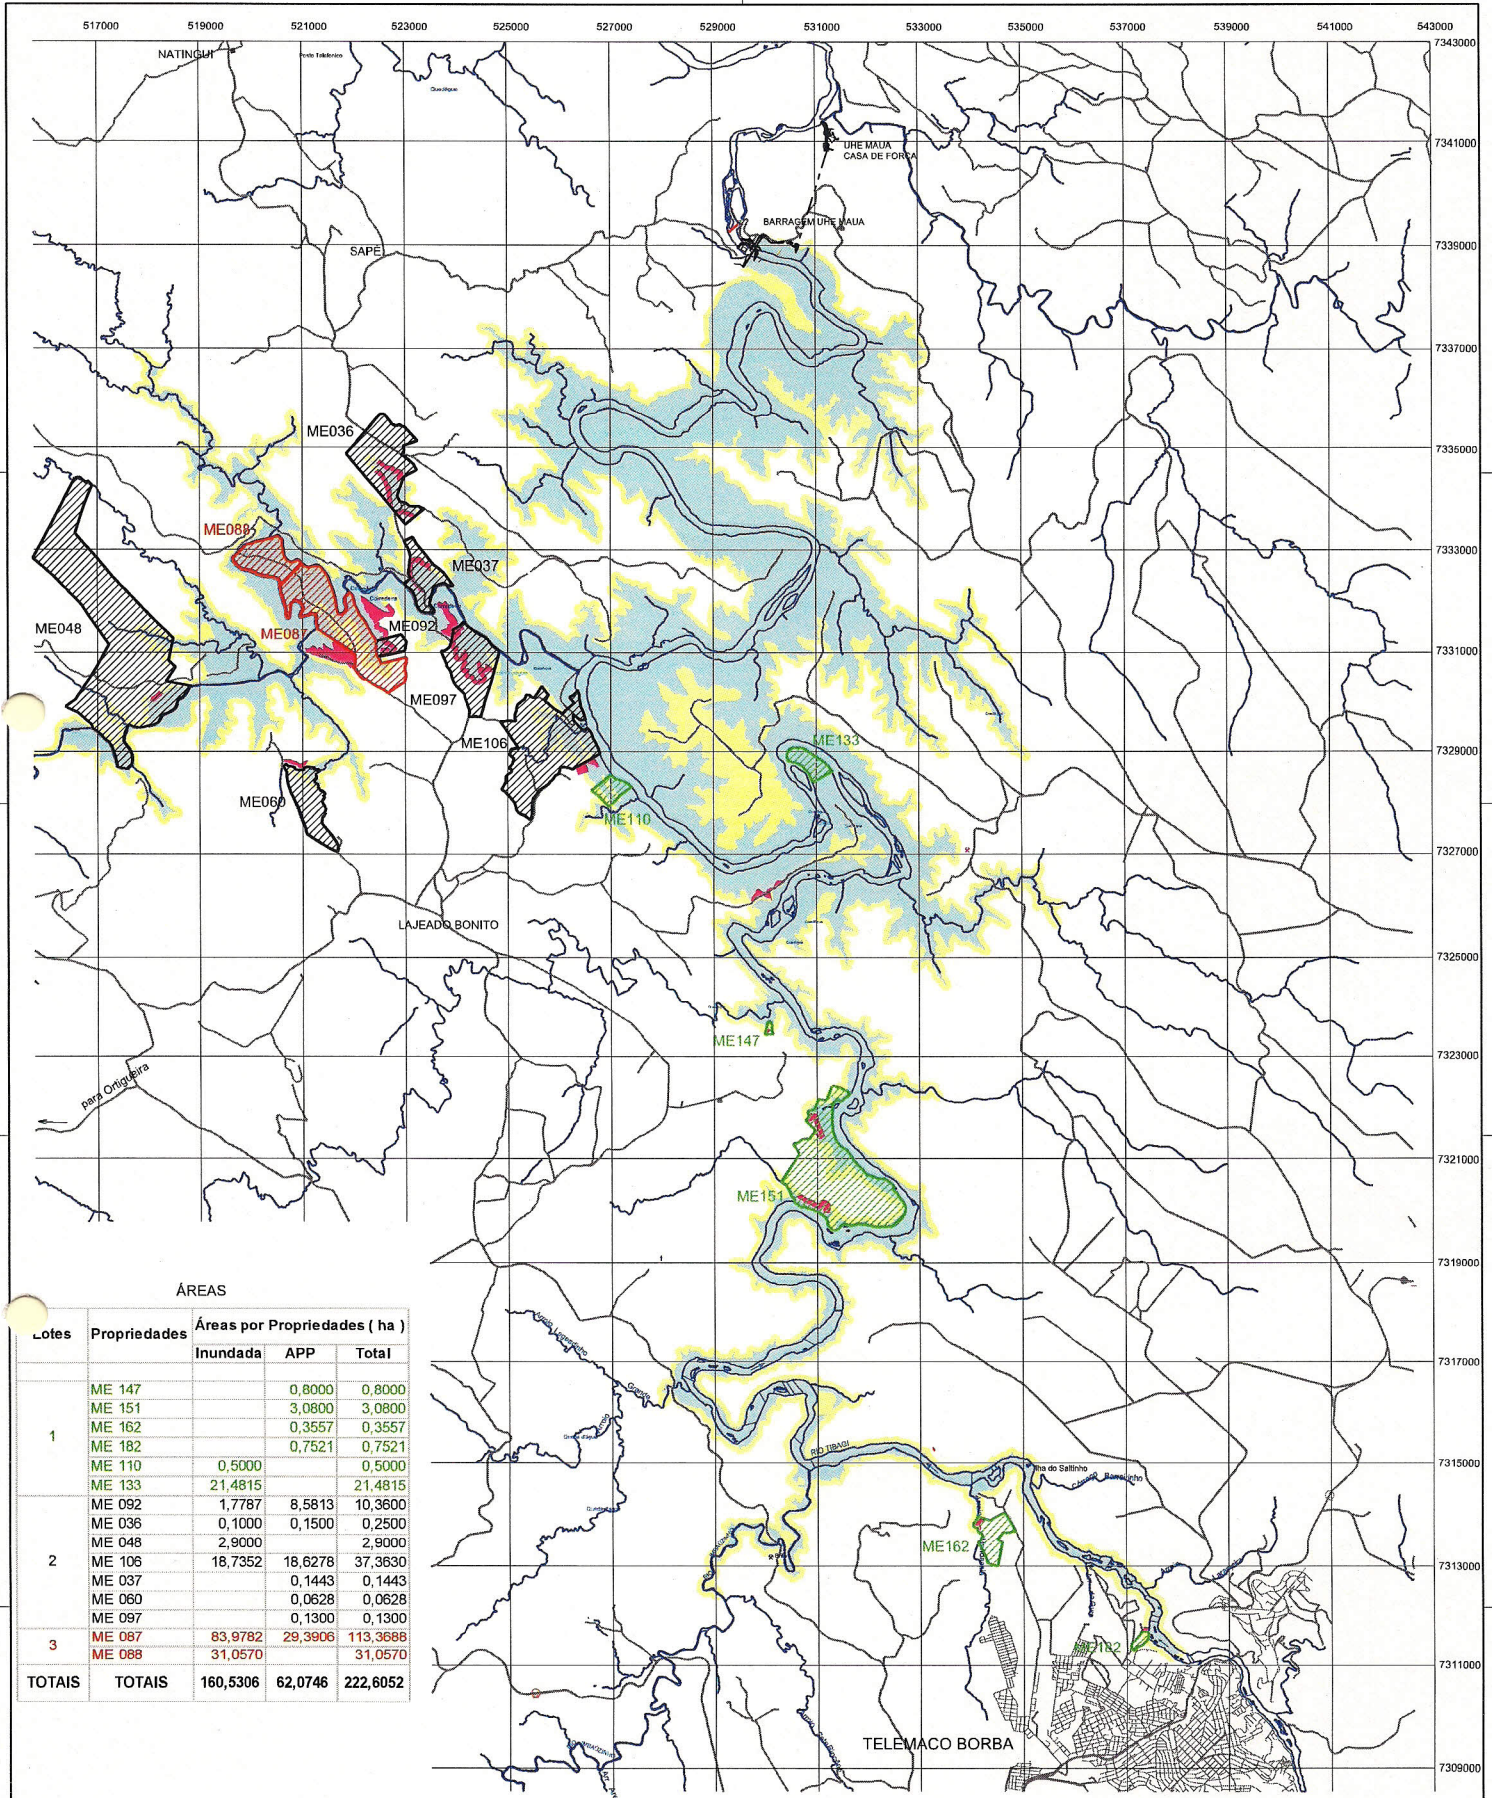 517000 519000 521000 523000 525000 527000 529000 531000 533000 535000 537000 539000 541000 543000
7343000
NATINGUI
Posto Telefonico
7341000
UHE MAUA
CASA DE FORCA
BARRAGEM UHE MAUA
7339000
SAPÉ
7337000
ME036
7335000
ME088
7333000
ME037
ME048
ME087
ME092
7331000
ME097
ME106
ME133
7329000
ME060
ME110
7327000
LAJEADO BONITO
7325000
ME147
7323000
para Ortigueira
7321000
ME151
7319000
7317000
Grande
RIO TIBAGI
7315000
Ilha do Saltinho
ME162
7313000
ME182
7311000
TELEMACO BORBA
7309000
ÁREAS
Lotes Propriedades Áreas por Propriedades ( ha )
Inundada APP Total
1
ME 147 0,8000 0,8000
ME 151 3,0800 3,0800
ME 162 0,3557 0,3557
ME 182 0,7521 0,7521
ME 110 0,5000 0,5000
ME 133 21,4815 21,4815
2
ME 092 1,7787 8,5813 10,3600
ME 036 0,1000 0,1500 0,2500
ME 048 2,9000 2,9000
ME 106 18,7352 18,6278 37,3630
ME 037 0,1443 0,1443
ME 060 0,0628 0,0628
ME 097 0,1300 0,1300
3
ME 087 83,9782 29,3906 113,3688
ME 088 31,0570 31,0570
TOTAIS TOTAIS 160,5306 62,0746 222,6052